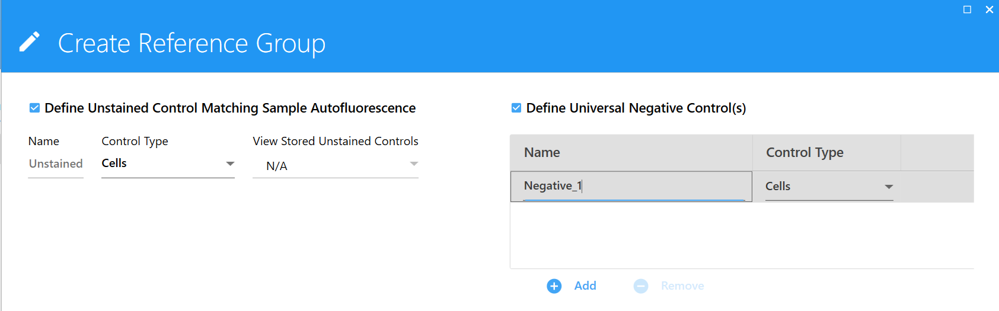 Create Reference Group
Define Unstained Control Matching Sample Autofluorescence
Name Control Type View Stored Unstained Controls
Unstained Cells N/A
Define Universal Negative Control(s)
Name Control Type
Negative_1 Cells
Add Remove